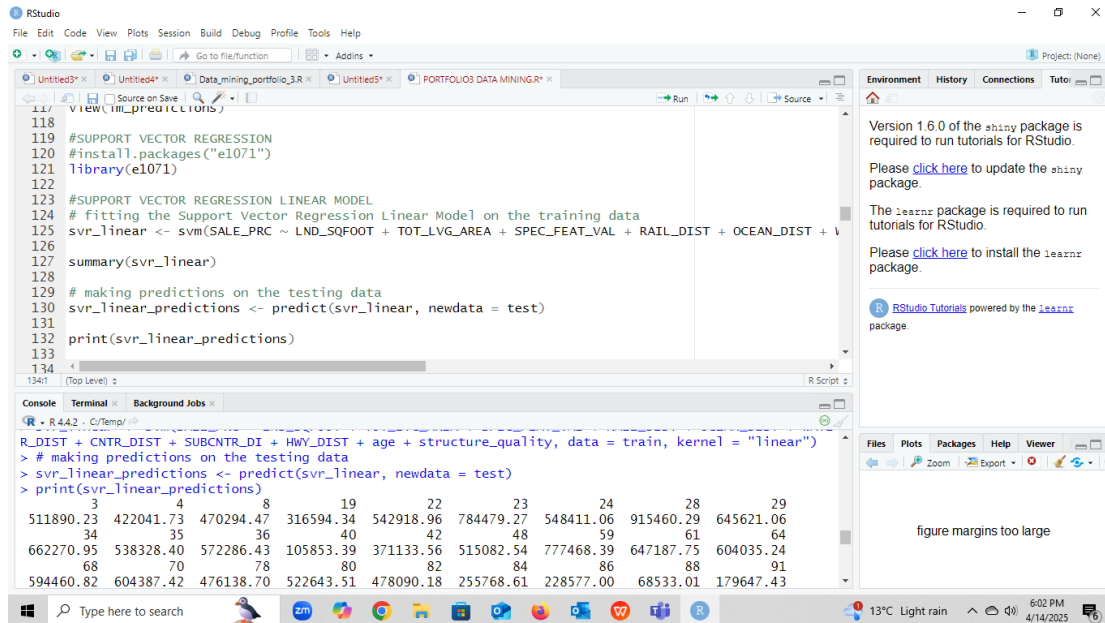 RStudio
File Edit Code View Plots Session Build Debug Profile Tools Help
Go to file/function Addins Project: (None)
Untitled3* Untitled4* Data_mining_portfolio_3.R Untitled5* PORTFOLIO3 DATA MINING.R*
Source on Save Run Source
117 View(lm_predictions)
118
119 #SUPPORT VECTOR REGRESSION
120 #install.packages("e1071")
121 library(e1071)
122
123 #SUPPORT VECTOR REGRESSION LINEAR MODEL
124 # fitting the Support Vector Regression Linear Model on the training data
125 svr_linear <- svm(SALE_PRC ~ LND_SQFOOT + TOT_LVG_AREA + SPEC_FEAT_VAL + RAIL_DIST + OCEAN_DIST + W
126
127 summary(svr_linear)
128
129 # making predictions on the testing data
130 svr_linear_predictions <- predict(svr_linear, newdata = test)
131
132 print(svr_linear_predictions)
133
134
134:1 (Top Level) R Script
Console Terminal Background Jobs
R 4.4.2 · C:/Temp/
R_DIST + CNTR_DIST + SUBCNTR_DI + HWY_DIST + age + structure_quality, data = train, kernel = "linear")
> # making predictions on the testing data
> svr_linear_predictions <- predict(svr_linear, newdata = test)
> print(svr_linear_predictions)
3 4 8 19 22 23 24 28 29
511890.23 422041.73 470294.47 316594.34 542918.96 784479.27 548411.06 915460.29 645621.06
34 35 36 40 42 48 59 61 64
662270.95 538328.40 572286.43 105853.39 371133.56 515082.54 777468.39 647187.75 604035.24
68 70 78 80 82 84 86 88 91
594460.82 604387.42 476138.70 522643.51 478090.18 255768.61 228577.00 68533.01 179647.43
Environment History Connections Tuto
Version 1.6.0 of the shiny package is
required to run tutorials for RStudio.
Please click here to update the shiny
package.
The learnr package is required to run
tutorials for RStudio.
Please click here to install the learnr
package.
RStudio Tutorials powered by the learnr
package.
Files Plots Packages Help Viewer
Zoom Export
figure margins too large
Type here to search
zm
W
R
1
13°C Light rain
6:02 PM
4/14/2025
6